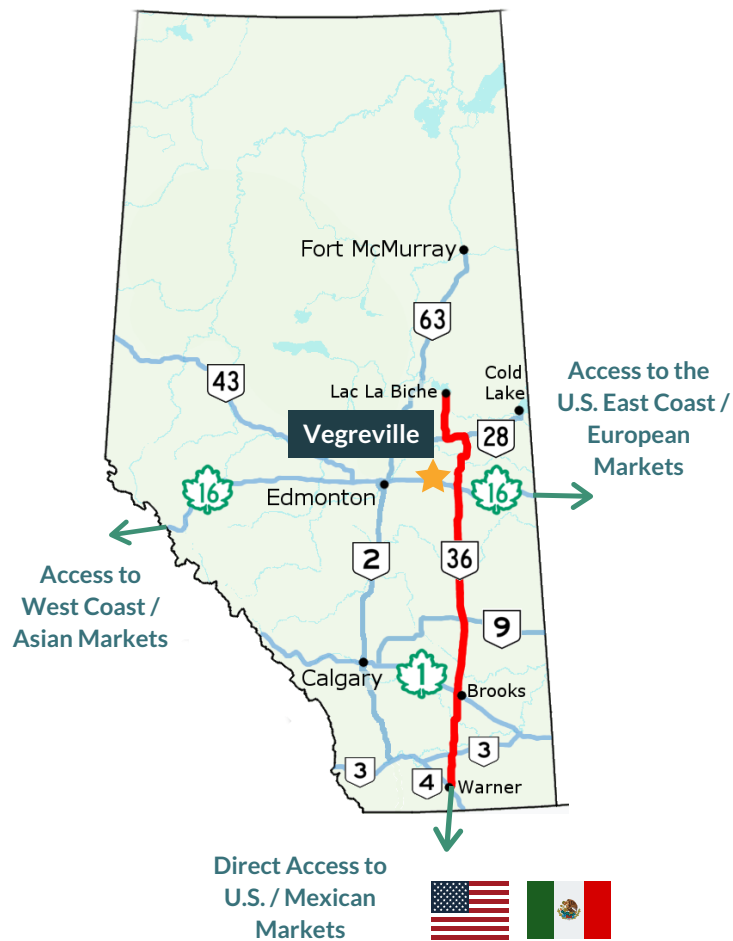 Fort McMurray
63
43
Lac La Biche
Cold
Lake
Access to the
U.S. East Coast /
European
Markets
Vegreville
28
16
Edmonton
16
2
36
Access to
West Coast /
Asian Markets
9
Calgary
1
Brooks
3
3
4
Warner
Direct Access to
U.S. / Mexican
Markets